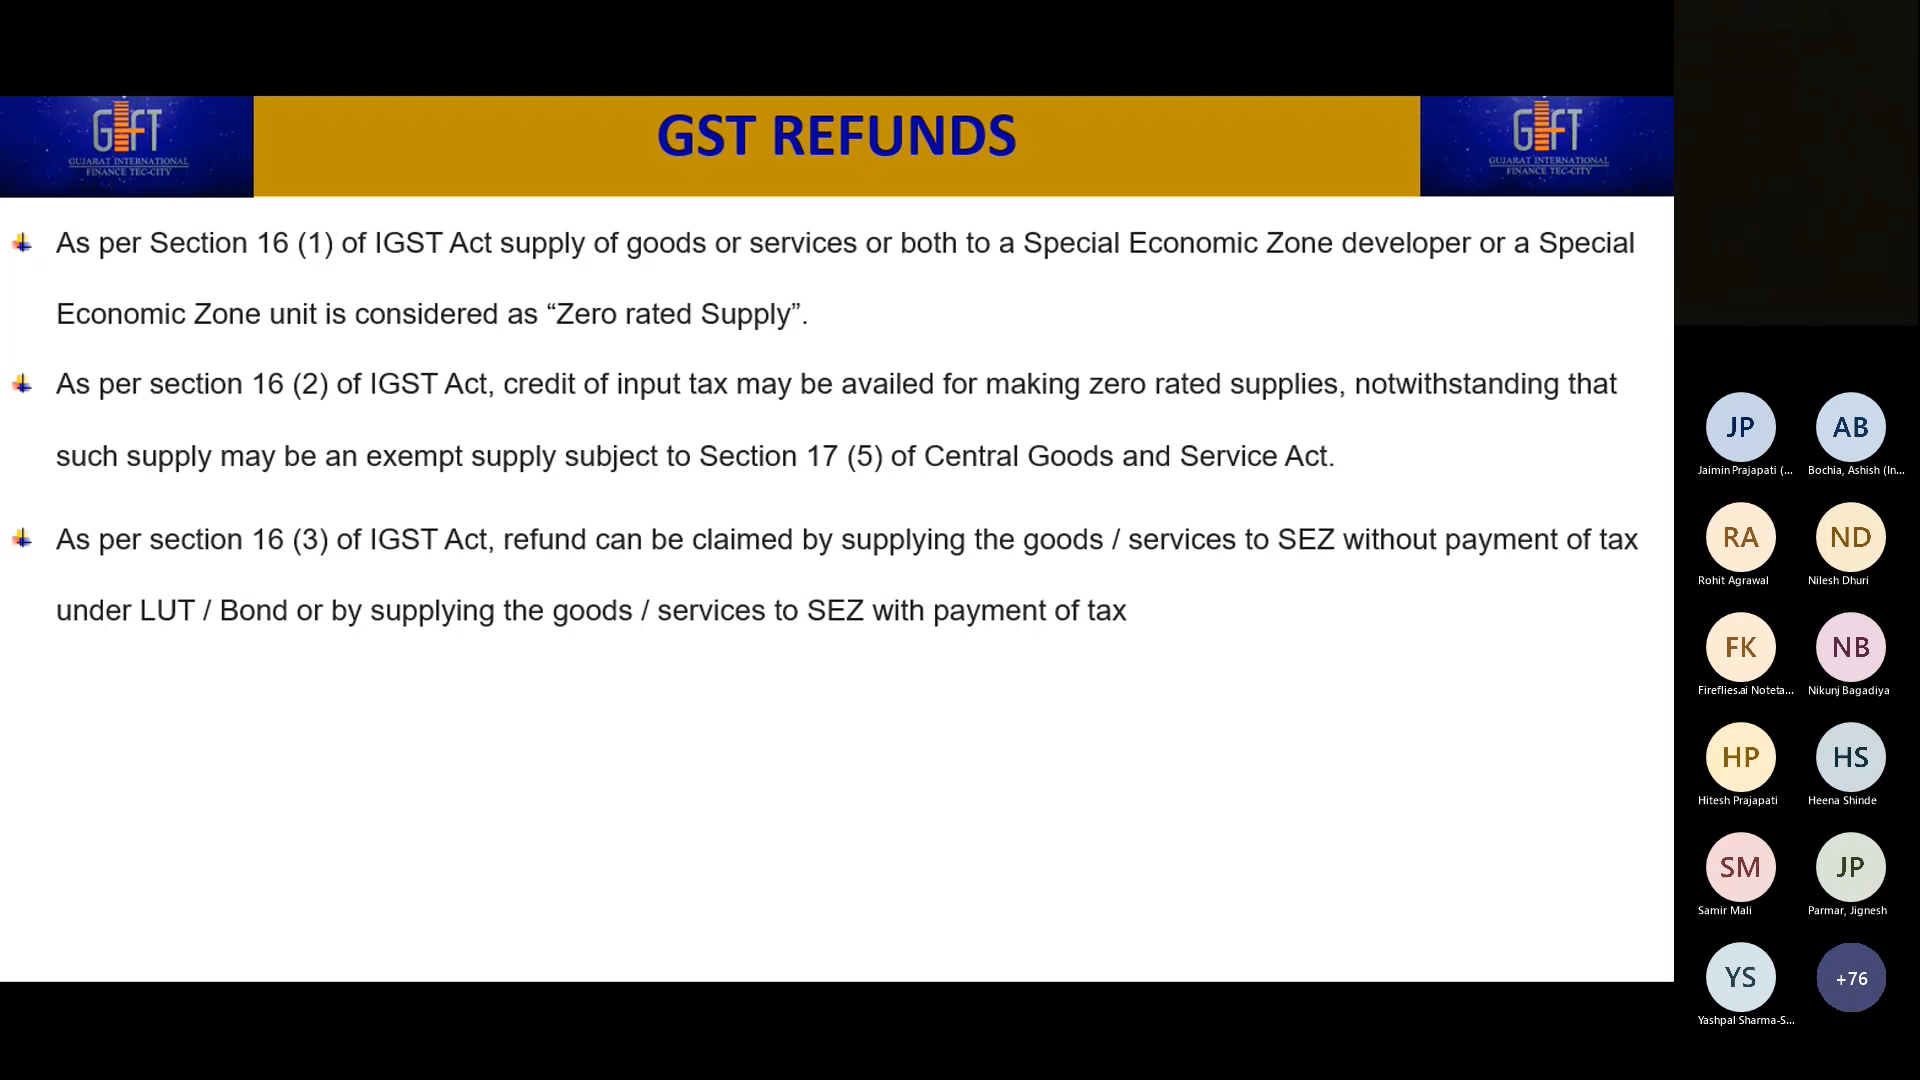 GIFT
GUJARAT INTERNATIONAL
FINANCE TEC-CITY
GST REFUNDS
GIFT
GUJARAT INTERNATIONAL
FINANCE TEC-CITY
As per Section 16 (1) of IGST Act supply of goods or services or both to a Special Economic Zone developer or a Special
Economic Zone unit is considered as “Zero rated Supply”.
As per section 16 (2) of IGST Act, credit of input tax may be availed for making zero rated supplies, notwithstanding that
such supply may be an exempt supply subject to Section 17 (5) of Central Goods and Service Act.
As per section 16 (3) of IGST Act, refund can be claimed by supplying the goods / services to SEZ without payment of tax
under LUT / Bond or by supplying the goods / services to SEZ with payment of tax
JP
AB
Jaimin Prajapati (...
Bochia, Ashish (In...
RA
ND
Rohit Agrawal
Nilesh Dhuri
FK
NB
Fireflies.ai Noteta...
Nikunj Bagadiya
HP
HS
Hitesh Prajapati
Heena Shinde
SM
JP
Samir Mali
Parmar, Jignesh
YS
+76
Yashpal Sharma-S...